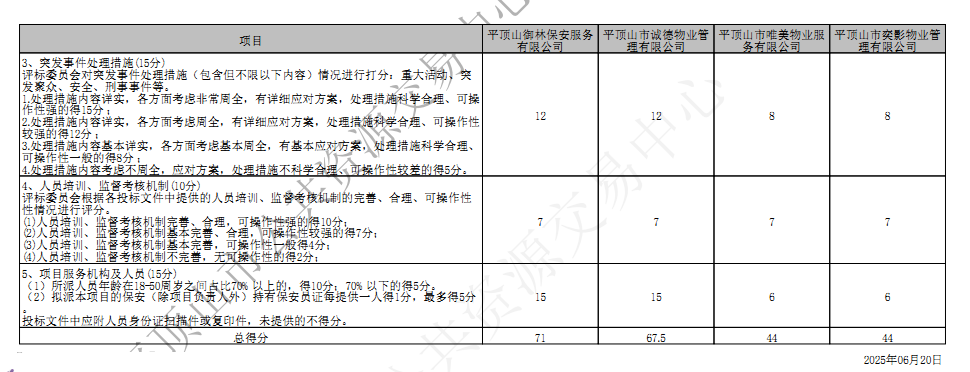 项目
平顶山御林保安服务有限公司
平顶山市诚德物业管理有限公司
平顶山市唯美物业服务有限公司
平顶山市奕影物业管理有限公司
3、突发事件处理措施(15分)
评标委员会对突发事件处理措施（包含但不限以下内容）情况进行打分：重大活动、突
发聚众、安全、刑事事件等。
1.处理措施内容详实，各方面考虑非常周全，有详细应对方案，处理措施科学合理、可操
作性强的得15分；
2.处理措施内容详实，各方面考虑周全，有详细应对方案，处理措施科学合理、可操作性
较强的得12分；
3.处理措施内容基本详实，各方面考虑基本周全，有基本应对方案，处理措施科学合理、
可操作性一般的得8分；
4.处理措施内容考虑不周全，应对方案，处理措施不科学合理、可操作性较差的得5分。
12
12
8
8
4、人员培训、监督考核机制(10分)
评标委员会根据各投标文件中提供的人员培训、监督考核机制的完善、合理、可操作性
性情况进行评分。
(1)人员培训、监督考核机制完善、合理，可操作性强的得10分；
(2)人员培训、监督考核机制基本完善、合理，可操作性较强的得7分；
(3)人员培训、监督考核机制基本完善，可操作性一般得4分；
(4)人员培训、监督考核机制不完善，无可操作性的得2分；
7
7
7
7
5、项目服务机构及人员(15分)
（1）所派人员年龄在18-50周岁之间占比70%以上的，得10分；70%以下的得5分。
（2）拟派本项目的保安（除项目负责人外）持有保安员证每提供一人得1分，最多得5分
。
投标文件中应附人员身份证扫描件或复印件，未提供的不得分。
15
15
6
6
总得分
71
67.5
44
44
2025年06月20日
平顶山市公共资源交易中心
公共资源交易中心